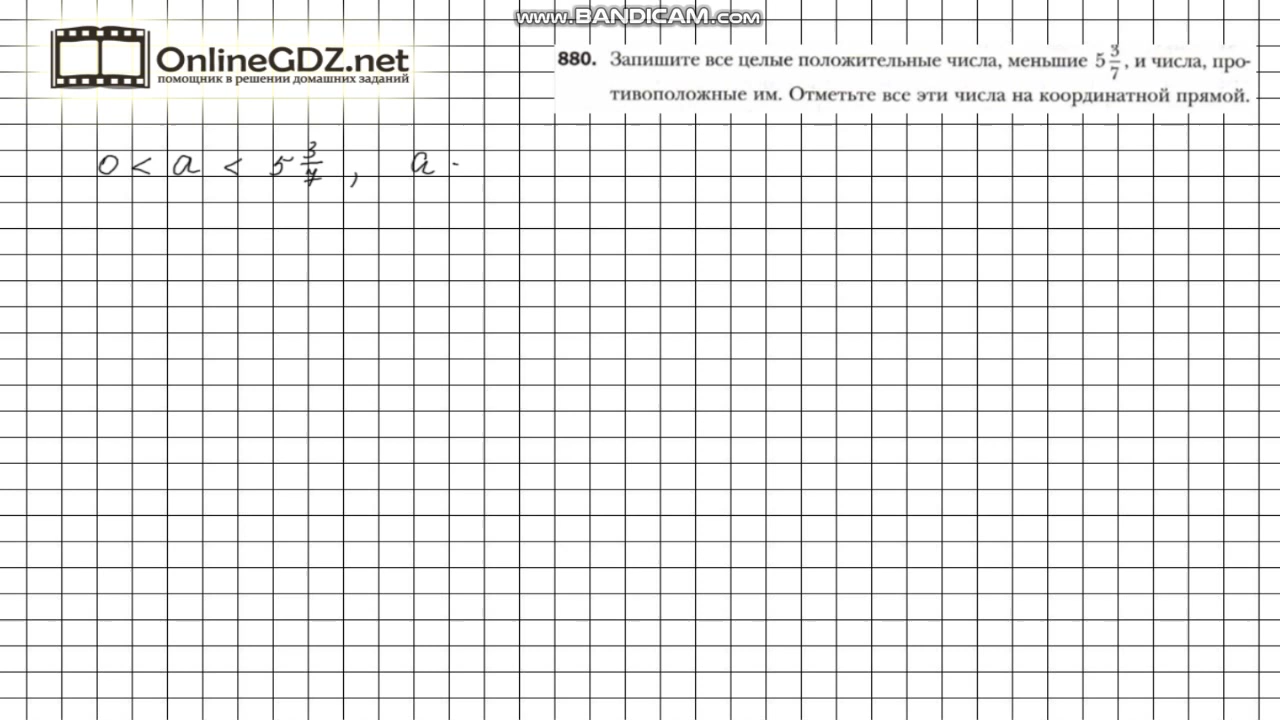 www.BANDICAM.com
OnlineGDZ.net
помощник в решении домашних заданий
880. Запишите все целые положительные числа, меньшие 5 3/7, и числа, про-
тивоположные им. Отметьте все эти числа на координатной прямой.
0 < a < 5 3/7, a -